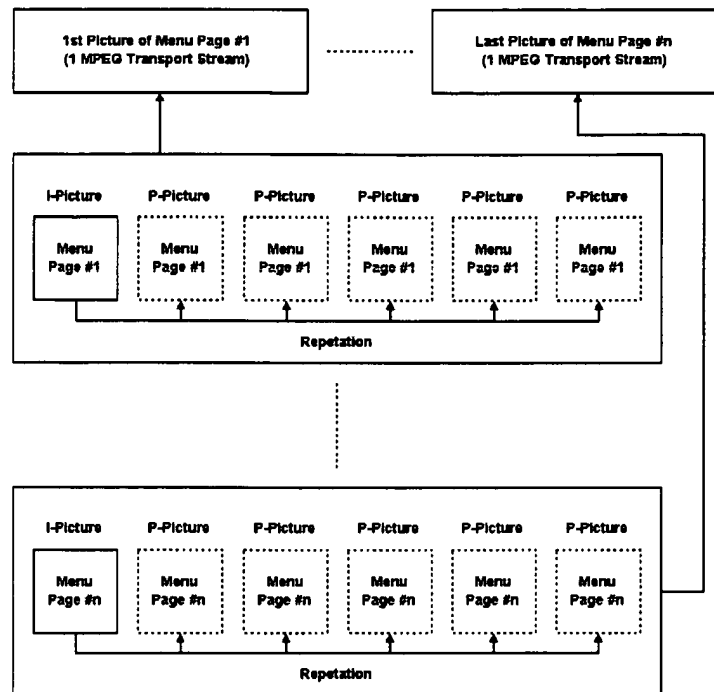 1st Picture of Menu Page #1
(1 MPEG Transport Stream)
Last Picture of Menu Page #n
(1 MPEG Transport Stream)
I-Picture P-Picture P-Picture P-Picture P-Picture P-Picture
Menu Menu Menu Menu Menu Menu
Page #1 Page #1 Page #1 Page #1 Page #1 Page #1
Repetation
I-Picture P-Picture P-Picture P-Picture P-Picture P-Picture
Menu Menu Menu Menu Menu Menu
Page #n Page #n Page #n Page #n Page #n Page #n
Repetation